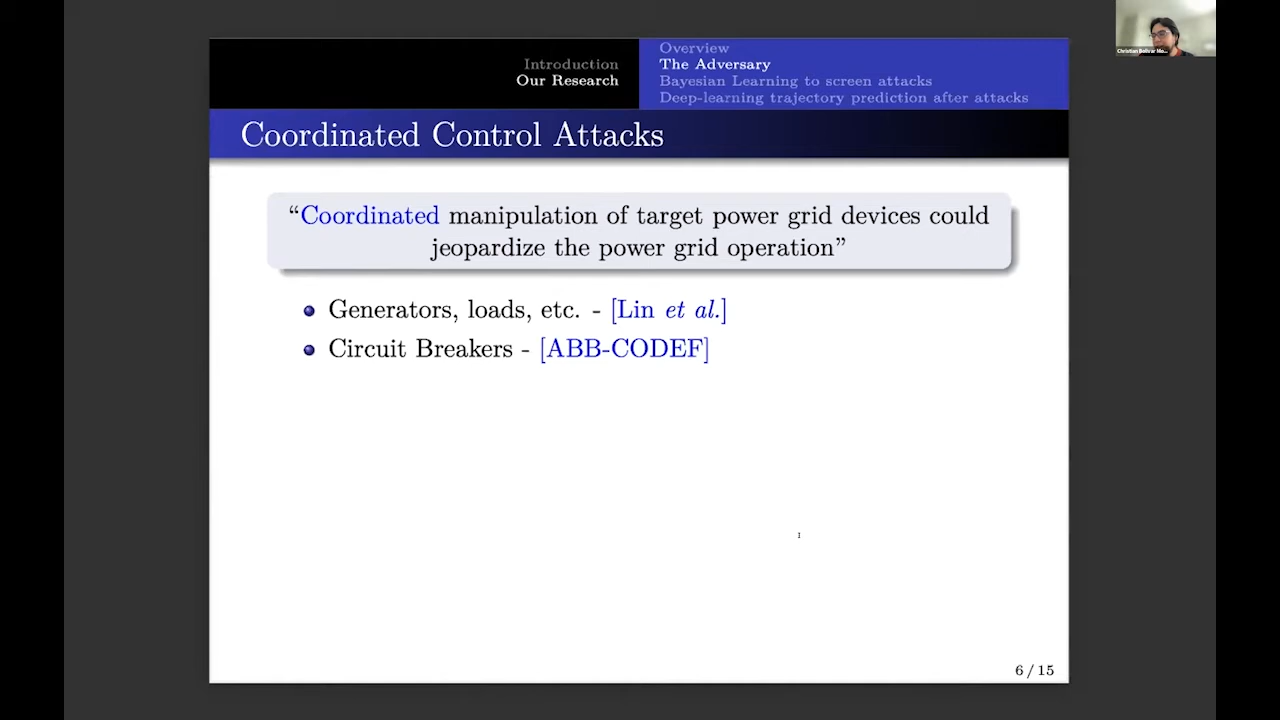 Introduction
Our Research
Overview
The Adversary
Bayesian Learning to screen attacks
Deep-learning trajectory prediction after attacks
Coordinated Control Attacks
“Coordinated manipulation of target power grid devices could
jeopardize the power grid operation”
Generators, loads, etc. - [Lin et al.]
Circuit Breakers - [ABB-CODEF]
6 / 15
Christian Bolivar